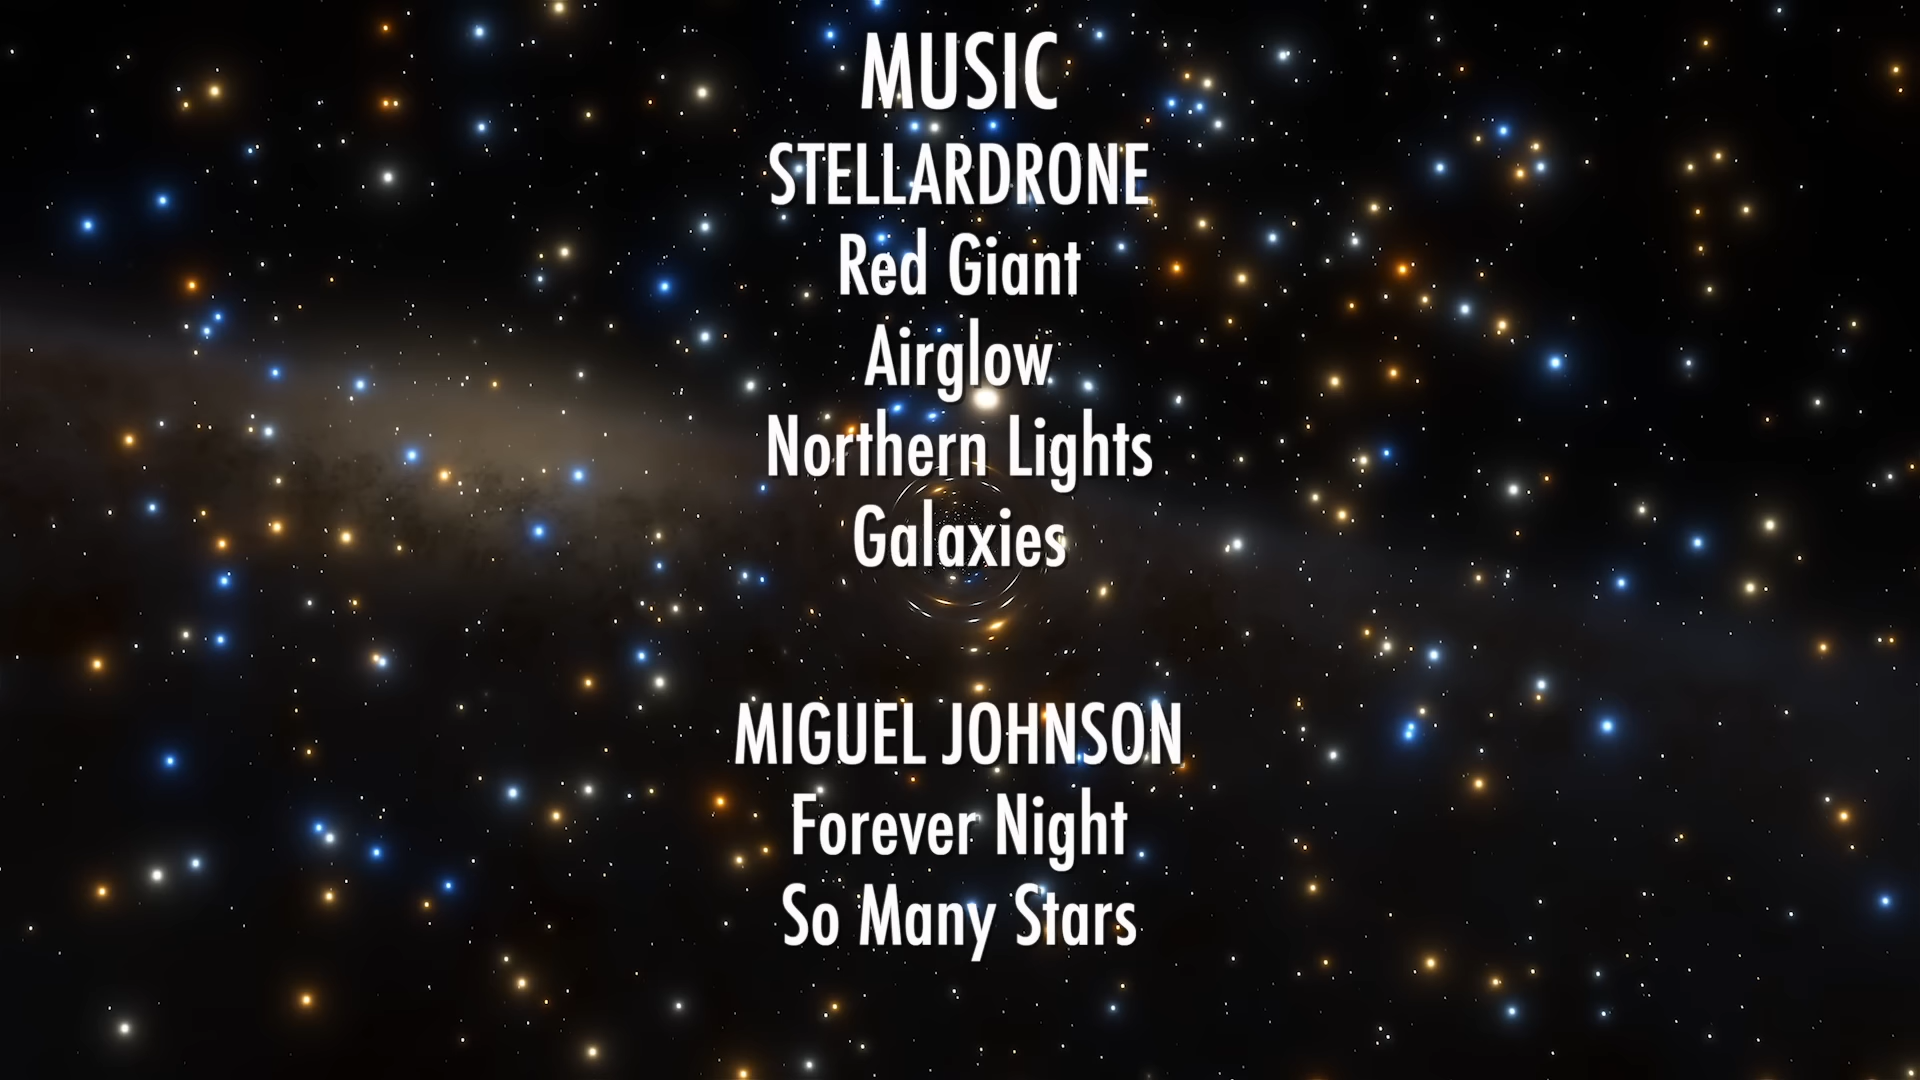 MUSIC
STELLARDRONE
Red Giant
Airglow
Northern Lights
Galaxies
MIGUEL JOHNSON
Forever Night
So Many Stars